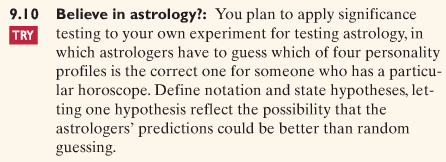 9.10 Believe in astrology?: You plan to apply significance
TRY testing to your own experiment for testing astrology, in
which astrologers have to guess which of four personality
profiles is the correct one for someone who has a particu-
lar horoscope. Define notation and state hypotheses, let-
ting one hypothesis reflect the possibility that the
astrologers' predictions could be better than random
guessing.